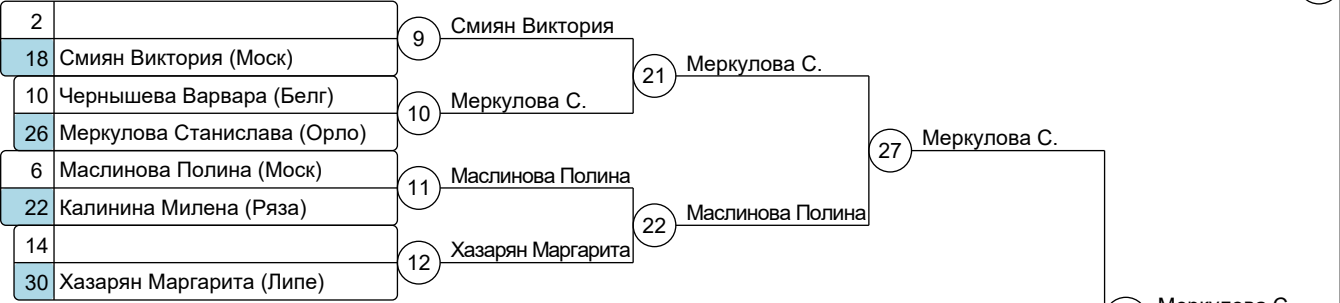 2
18 Смиян Виктория (Моск)
9 Смиян Виктория
10 Чернышева Варвара (Белг)
26 Меркулова Станислава (Орло)
10 Меркулова С.
21 Меркулова С.
6 Маслинова Полина (Моск)
22 Калинина Милена (Ряза)
11 Маслинова Полина
14
30 Хазарян Маргарита (Липе)
12 Хазарян Маргарита
22 Маслинова Полина
27 Меркулова С.